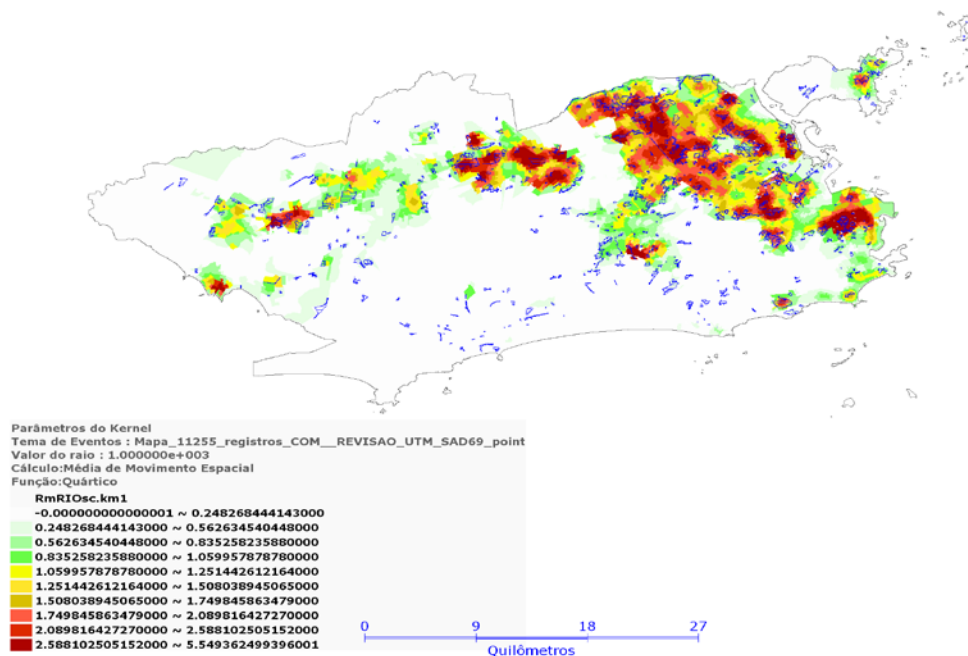 Parâmetros do Kernel
Tema de Eventos : Mapa_11255_registros_COM__REVISAO_UTM_SAD69_point
Valor do raio : 1.000000e+003
Cálculo:Média de Movimento Espacial
Função:Quártico
RmRIOsc.km1
-0.000000000000001 ~ 0.248268444143000
0.248268444143000 ~ 0.562634540448000
0.562634540448000 ~ 0.835258235880000
0.835258235880000 ~ 1.059957878780000
1.059957878780000 ~ 1.251442612164000
1.251442612164000 ~ 1.508038945065000
1.508038945065000 ~ 1.749845863479000
1.749845863479000 ~ 2.089816427270000
2.089816427270000 ~ 2.588102505152000
2.588102505152000 ~ 5.549362499396001
0 9 18 27
Quilômetros